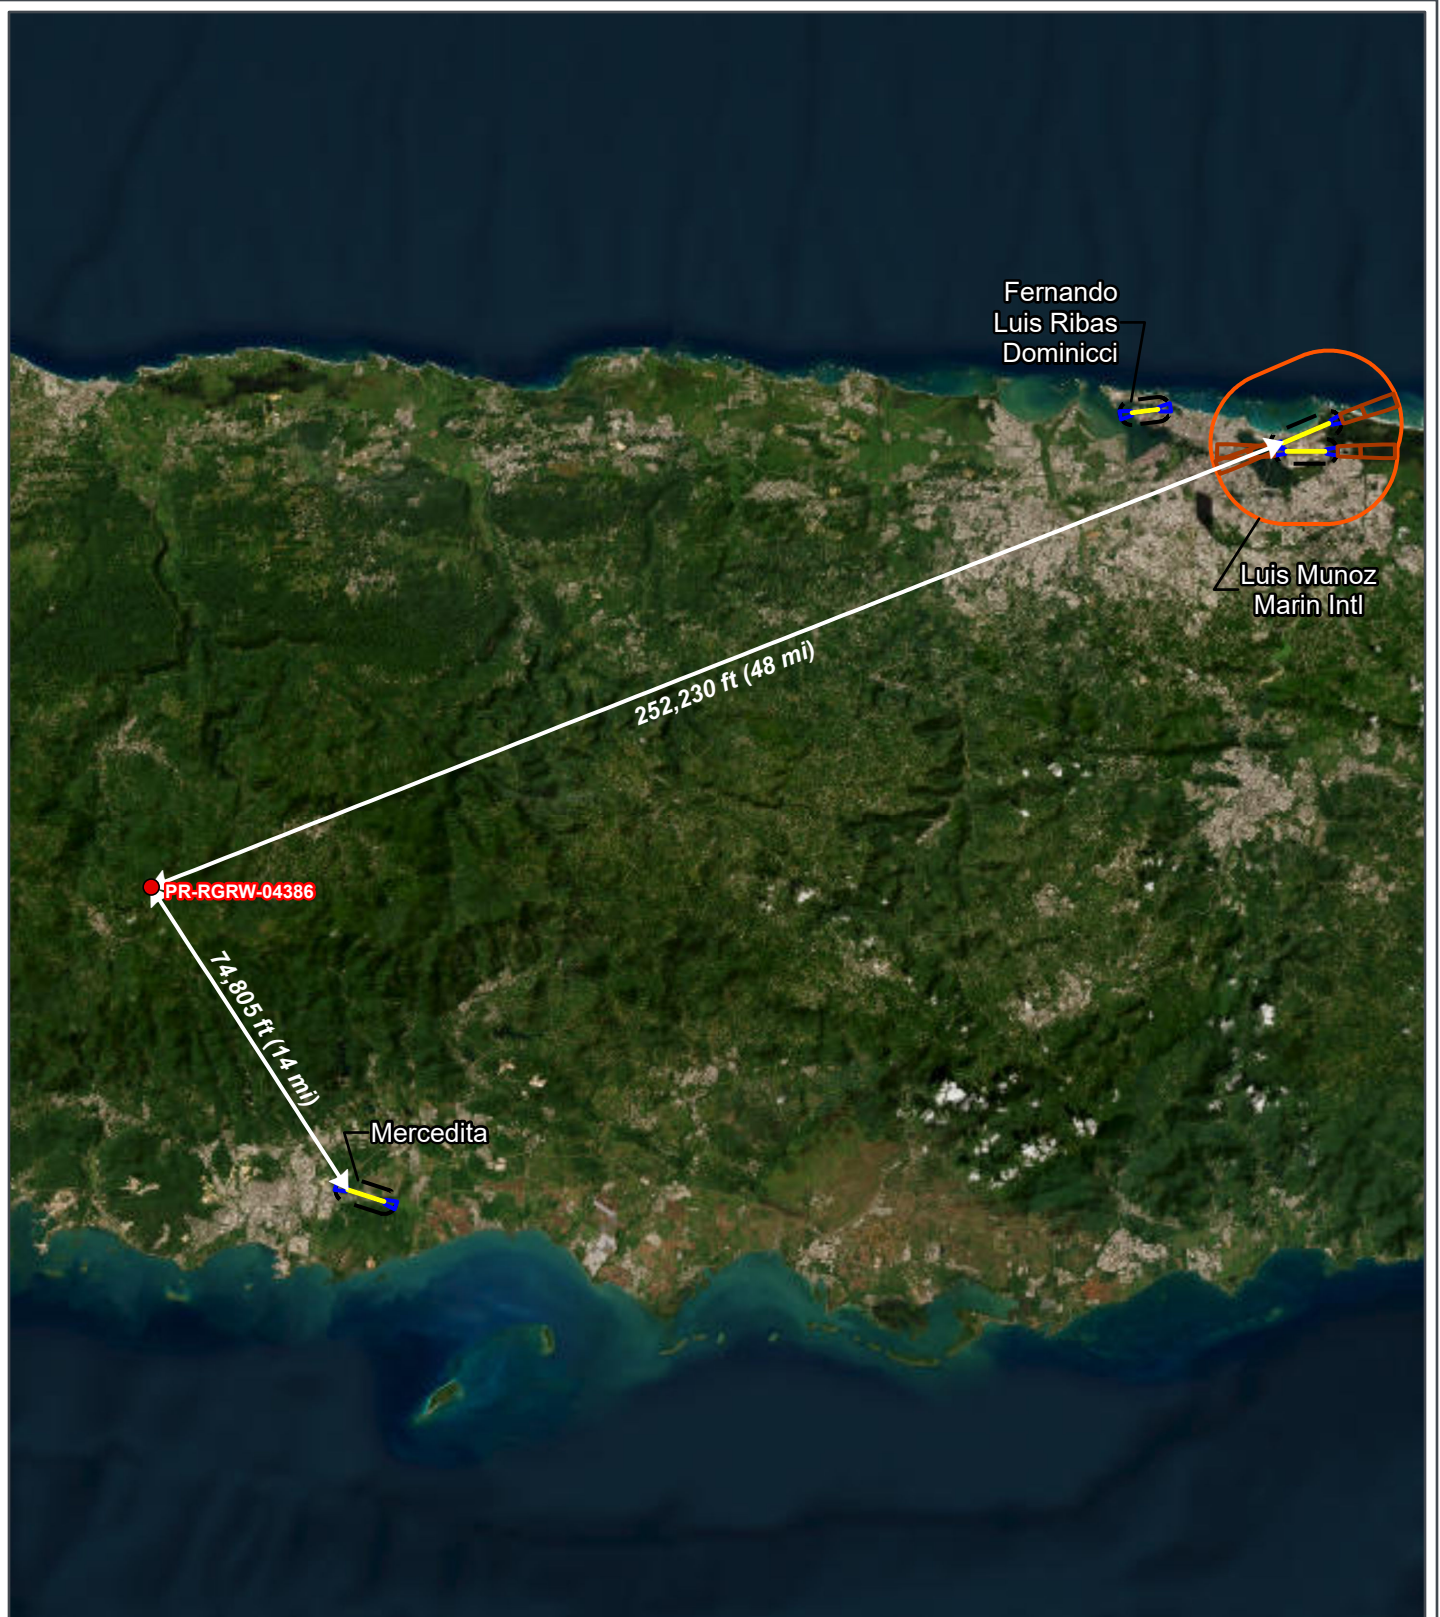 Fernando
Luis Ribas
Dominicci
Luis Munoz
Marin Intl
252,230 ft (48 mi)
PR-RGRW-04386
74,805 ft (14 mi)
Mercedita